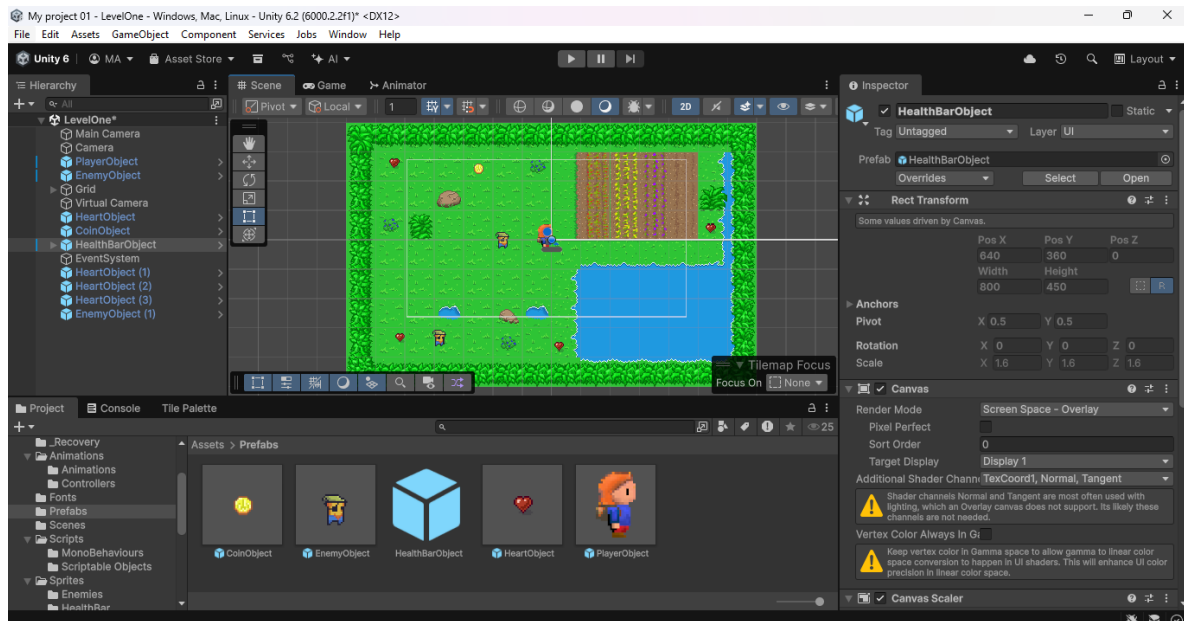 My project 01 - LevelOne - Windows, Mac, Linux - Unity 6.2 (6000.2.2f1)* <DX12>
File Edit Assets GameObject Component Services Jobs Window Help
Unity 6 MA Asset Store AI Layout
Hierarchy
All
LevelOne*
Main Camera
Camera
PlayerObject
EnemyObject
Grid
Virtual Camera
HeartObject
CoinObject
HealthBarObject
EventSystem
HeartObject (1)
HeartObject (2)
HeartObject (3)
EnemyObject (1)
Scene Game Animator
Pivot Local 1 2D
Tilemap Focus
Focus On None
Inspector
HealthBarObject Static
Tag Untagged Layer UI
Prefab HealthBarObject
Overrides Select Open
Rect Transform
Some values driven by Canvas.
Pos X Pos Y Pos Z
640 360 0
Width Height
800 450 R
Anchors
Pivot X 0.5 Y 0.5
Rotation X 0 Y 0 Z 0
Scale X 1.6 Y 1.6 Z 1.6
Canvas
Render Mode Screen Space - Overlay
Pixel Perfect
Sort Order 0
Target Display Display 1
Additional Shader Chann TexCoord1, Normal, Tangent
Shader channels Normal and Tangent are most often used with
lighting, which an Overlay canvas does not support. Its likely these
channels are not needed.
Vertex Color Always In Ga
Keep vertex color in Gamma space to allow gamma to linear color
space conversion to happen in UI shaders. This will enhance UI color
precision in linear color space.
Canvas Scaler
Project Console Tile Palette
25
_Recovery
Animations
Animations
Controllers
Fonts
Prefabs
Scenes
Scripts
MonoBehaviours
Scriptable Objects
Sprites
Enemies
HealthBar
Assets > Prefabs
CoinObject EnemyObject HealthBarObject HeartObject PlayerObject